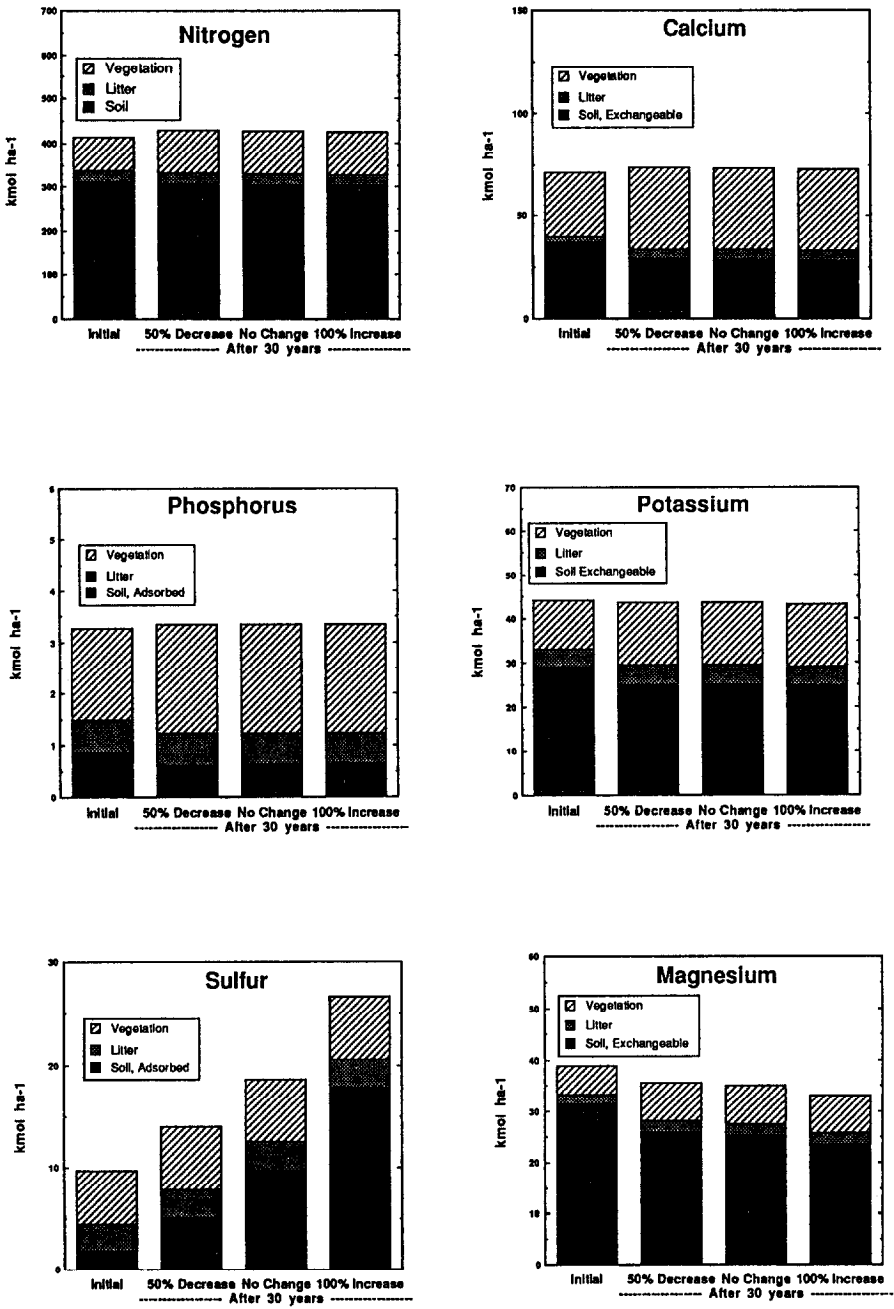 Nitrogen
kmol ha-1
700
600
500
400
300
200
100
0
Vegetation
Litter
Soil
Initial 50% Decrease No Change 100% Increase
After 30 years
Calcium
kmol ha-1
150
100
50
0
Vegetation
Litter
Soil, Exchangeable
Initial 50% Decrease No Change 100% Increase
After 30 years
Phosphorus
kmol ha-1
6
5
4
3
2
1
0
Vegetation
Litter
Soil, Adsorbed
Initial 50% Decrease No Change 100% Increase
After 30 years
Potassium
kmol ha-1
70
60
50
40
30
20
10
0
Vegetation
Litter
Soil Exchangeable
Initial 50% Decrease No Change 100% Increase
After 30 years
Sulfur
kmol ha-1
30
20
10
0
Vegetation
Litter
Soil, Adsorbed
Initial 50% Decrease No Change 100% Increase
After 30 years
Magnesium
kmol ha-1
60
50
40
30
20
10
0
Vegetation
Litter
Soil, Exchangeable
Initial 50% Decrease No Change 100% Increase
After 30 years